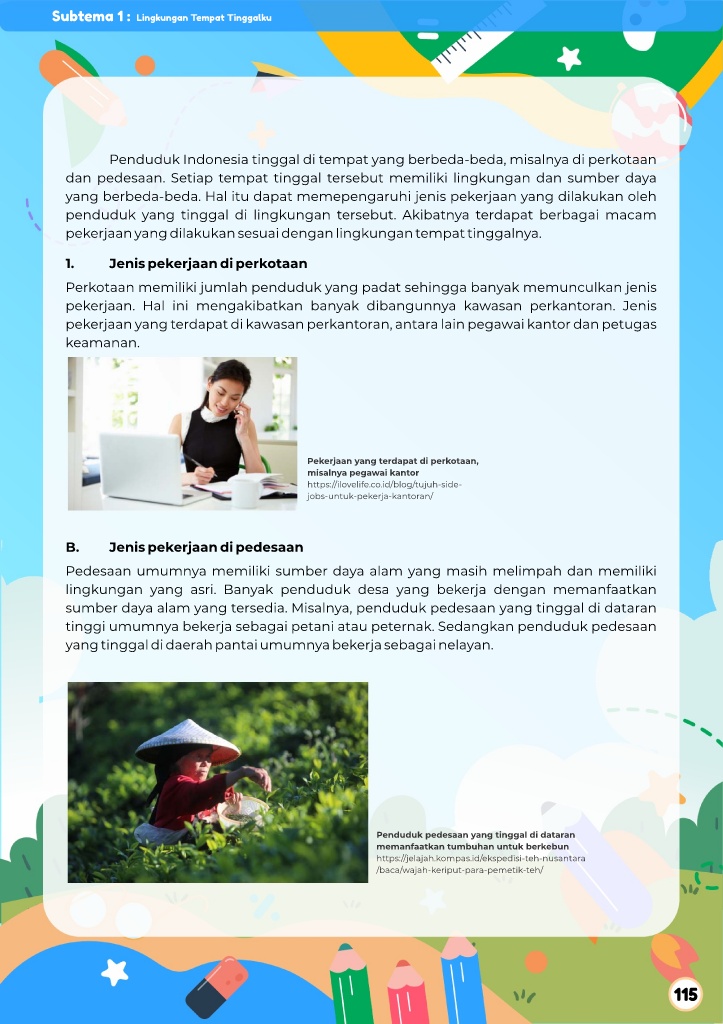 Subtema 1 : Lingkungan Tempat Tinggalku
Penduduk Indonesia tinggal di tempat yang berbeda-beda, misalnya di perkotaan
dan pedesaan. Setiap tempat tinggal tersebut memiliki lingkungan dan sumber daya
yang berbeda-beda. Hal itu dapat memepengaruhi jenis pekerjaan yang dilakukan oleh
penduduk yang tinggal di lingkungan tersebut. Akibatnya terdapat berbagai macam
pekerjaan yang dilakukan sesuai dengan lingkungan tempat tinggalnya.
1. Jenis pekerjaan di perkotaan
Perkotaan memiliki jumlah penduduk yang padat sehingga banyak memunculkan jenis
pekerjaan. Hal ini mengakibatkan banyak dibangunnya kawasan perkantoran. Jenis
pekerjaan yang terdapat di kawasan perkantoran, antara lain pegawai kantor dan petugas
keamanan.
Pekerjaan yang terdapat di perkotaan,
misalnya pegawai kantor
https://ilovelife.co.id/blog/tujuh-side-
jobs-untuk-pekerja-kantoran/
B. Jenis pekerjaan di pedesaan
Pedesaan umumnya memiliki sumber daya alam yang masih melimpah dan memiliki
lingkungan yang asri. Banyak penduduk desa yang bekerja dengan memanfaatkan
sumber daya alam yang tersedia. Misalnya, penduduk pedesaan yang tinggal di dataran
tinggi umumnya bekerja sebagai petani atau peternak. Sedangkan penduduk pedesaan
yang tinggal di daerah pantai umumnya bekerja sebagai nelayan.
Penduduk pedesaan yang tinggal di dataran
memanfaatkan tumbuhan untuk berkebun
https://jelajah.kompas.id/ekspedisi-teh-nusantara
/baca/wajah-keriput-para-pemetik-teh/
115